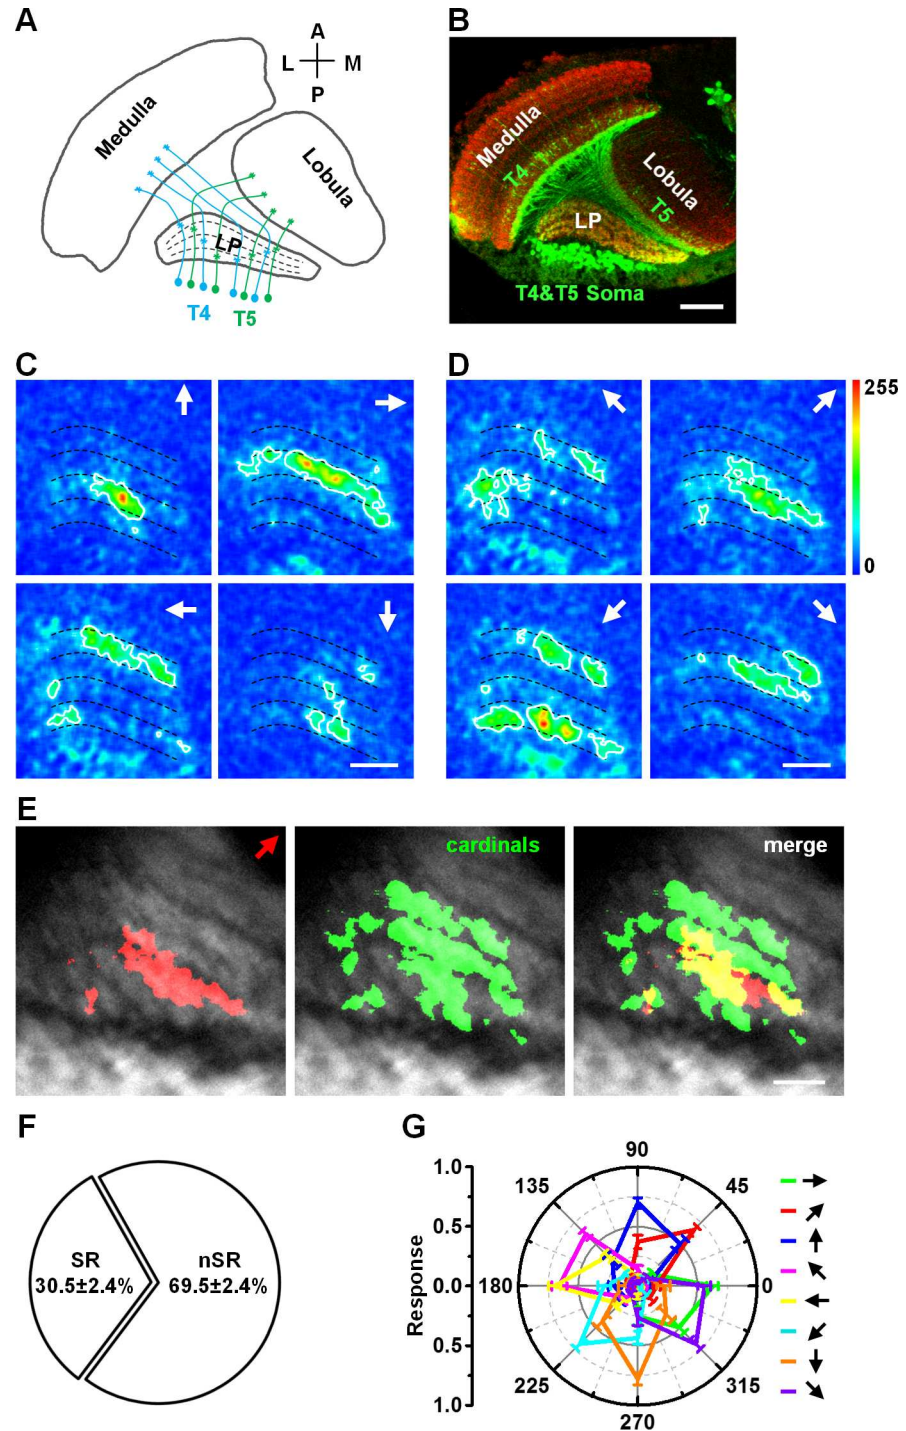 A
Medulla
Lobula
LP
T4
T5
A
L
M
P
B
Medulla
T4
Lobula
T5
LP
T4&T5 Soma
C
D
255
0
E
cardinals
merge
F
SR
30.5±2.4%
nSR
69.5±2.4%
G
Response
1.0
0.5
0.0
0.5
1.0
90
45
0
315
270
225
180
135